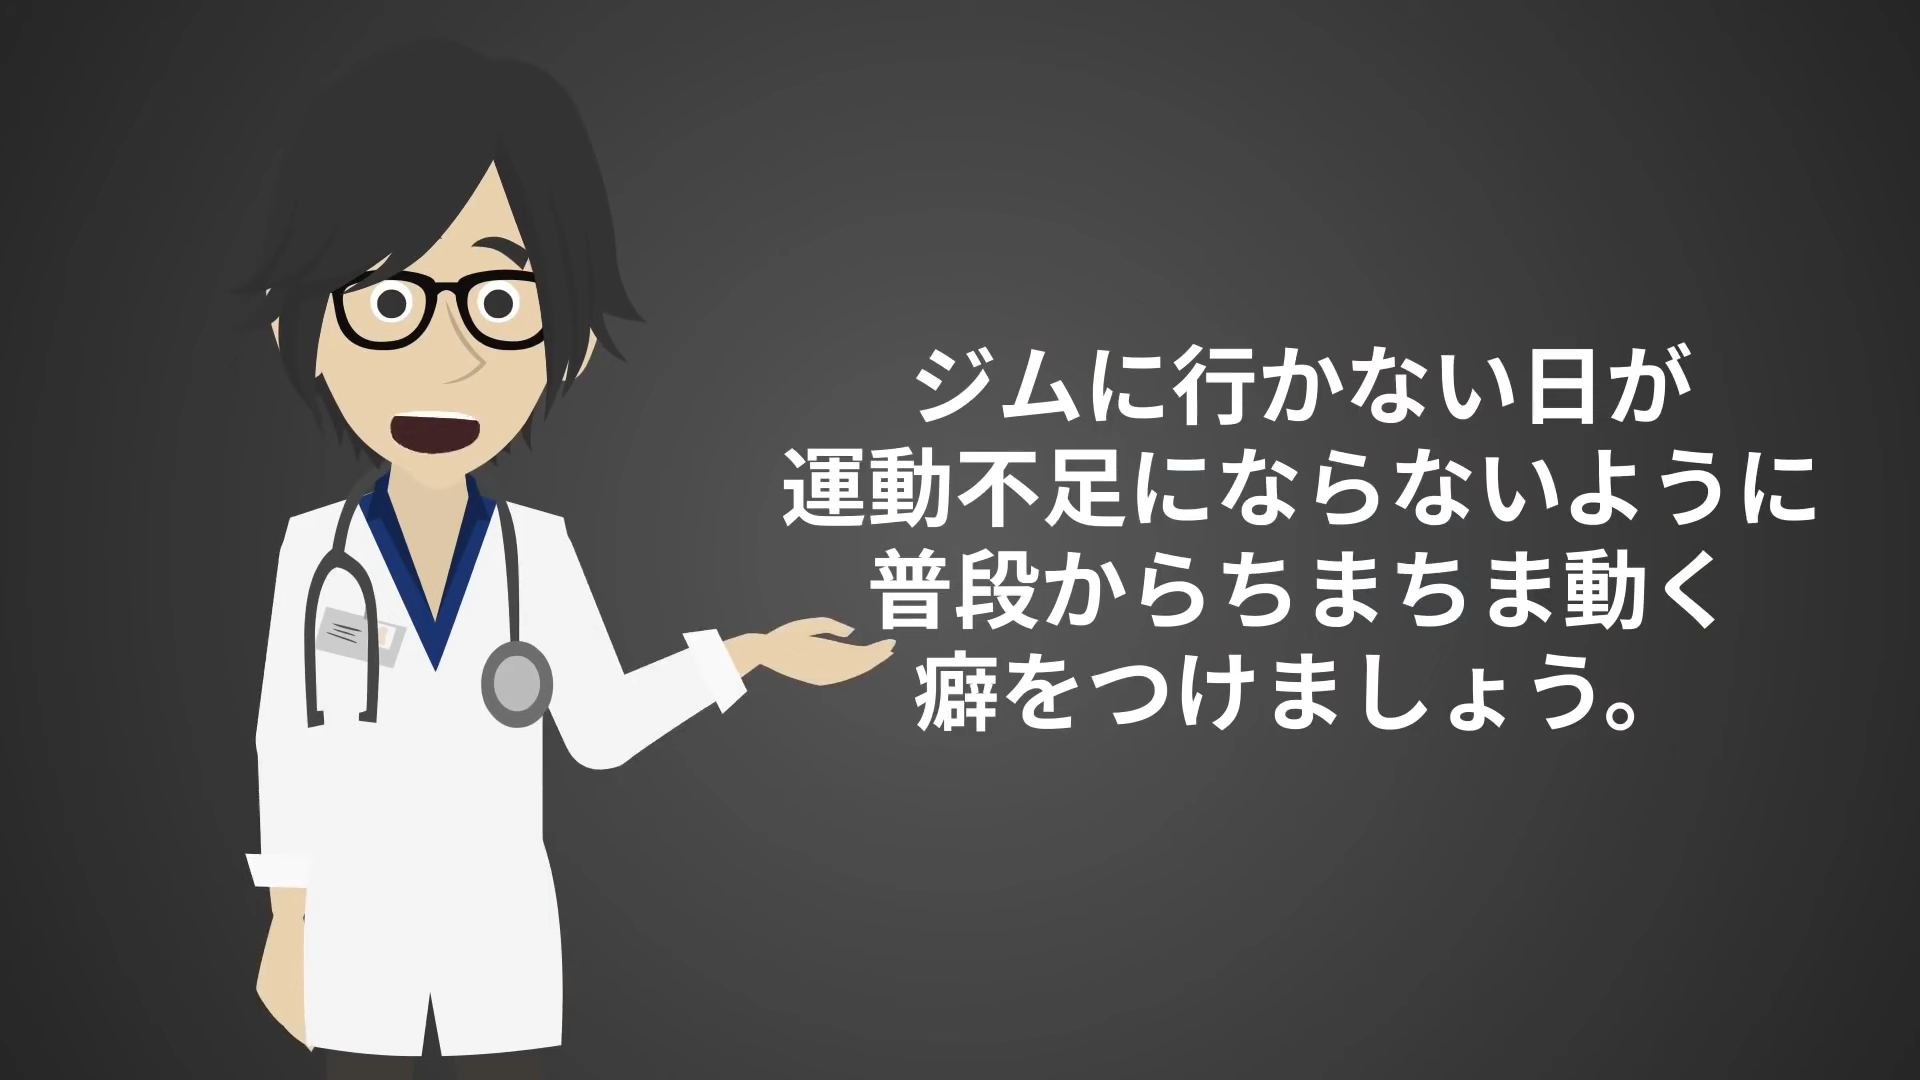 ジムに行かない日が
運動不足にならないように
普段からちまちま動く
癖をつけましょう。